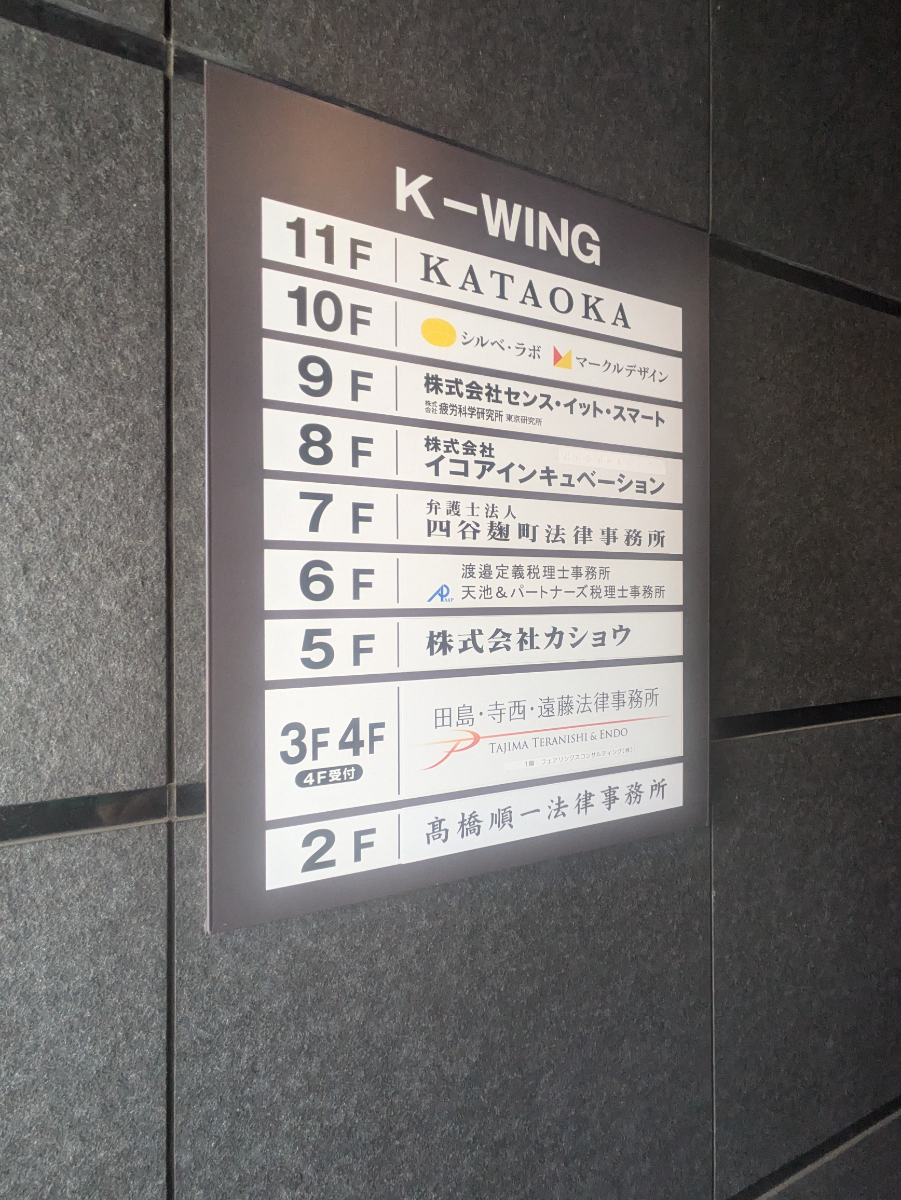 K-WING
11F KATAOKA
10F シルベ・ラボ マークルデザイン
9F 株式会社センス・イット・スマート
株式会社 疲労科学研究所 東京研究所
8F 株式会社
イコアインキュベーション
7F 弁護士法人
四谷麹町法律事務所
6F 渡邉定義税理士事務所
天池&パートナーズ税理士事務所
5F 株式会社カショウ
3F 4F 田島・寺西・遠藤法律事務所
4F受付 TAJIMA TERANISHI & ENDO
2F 髙橋順一法律事務所